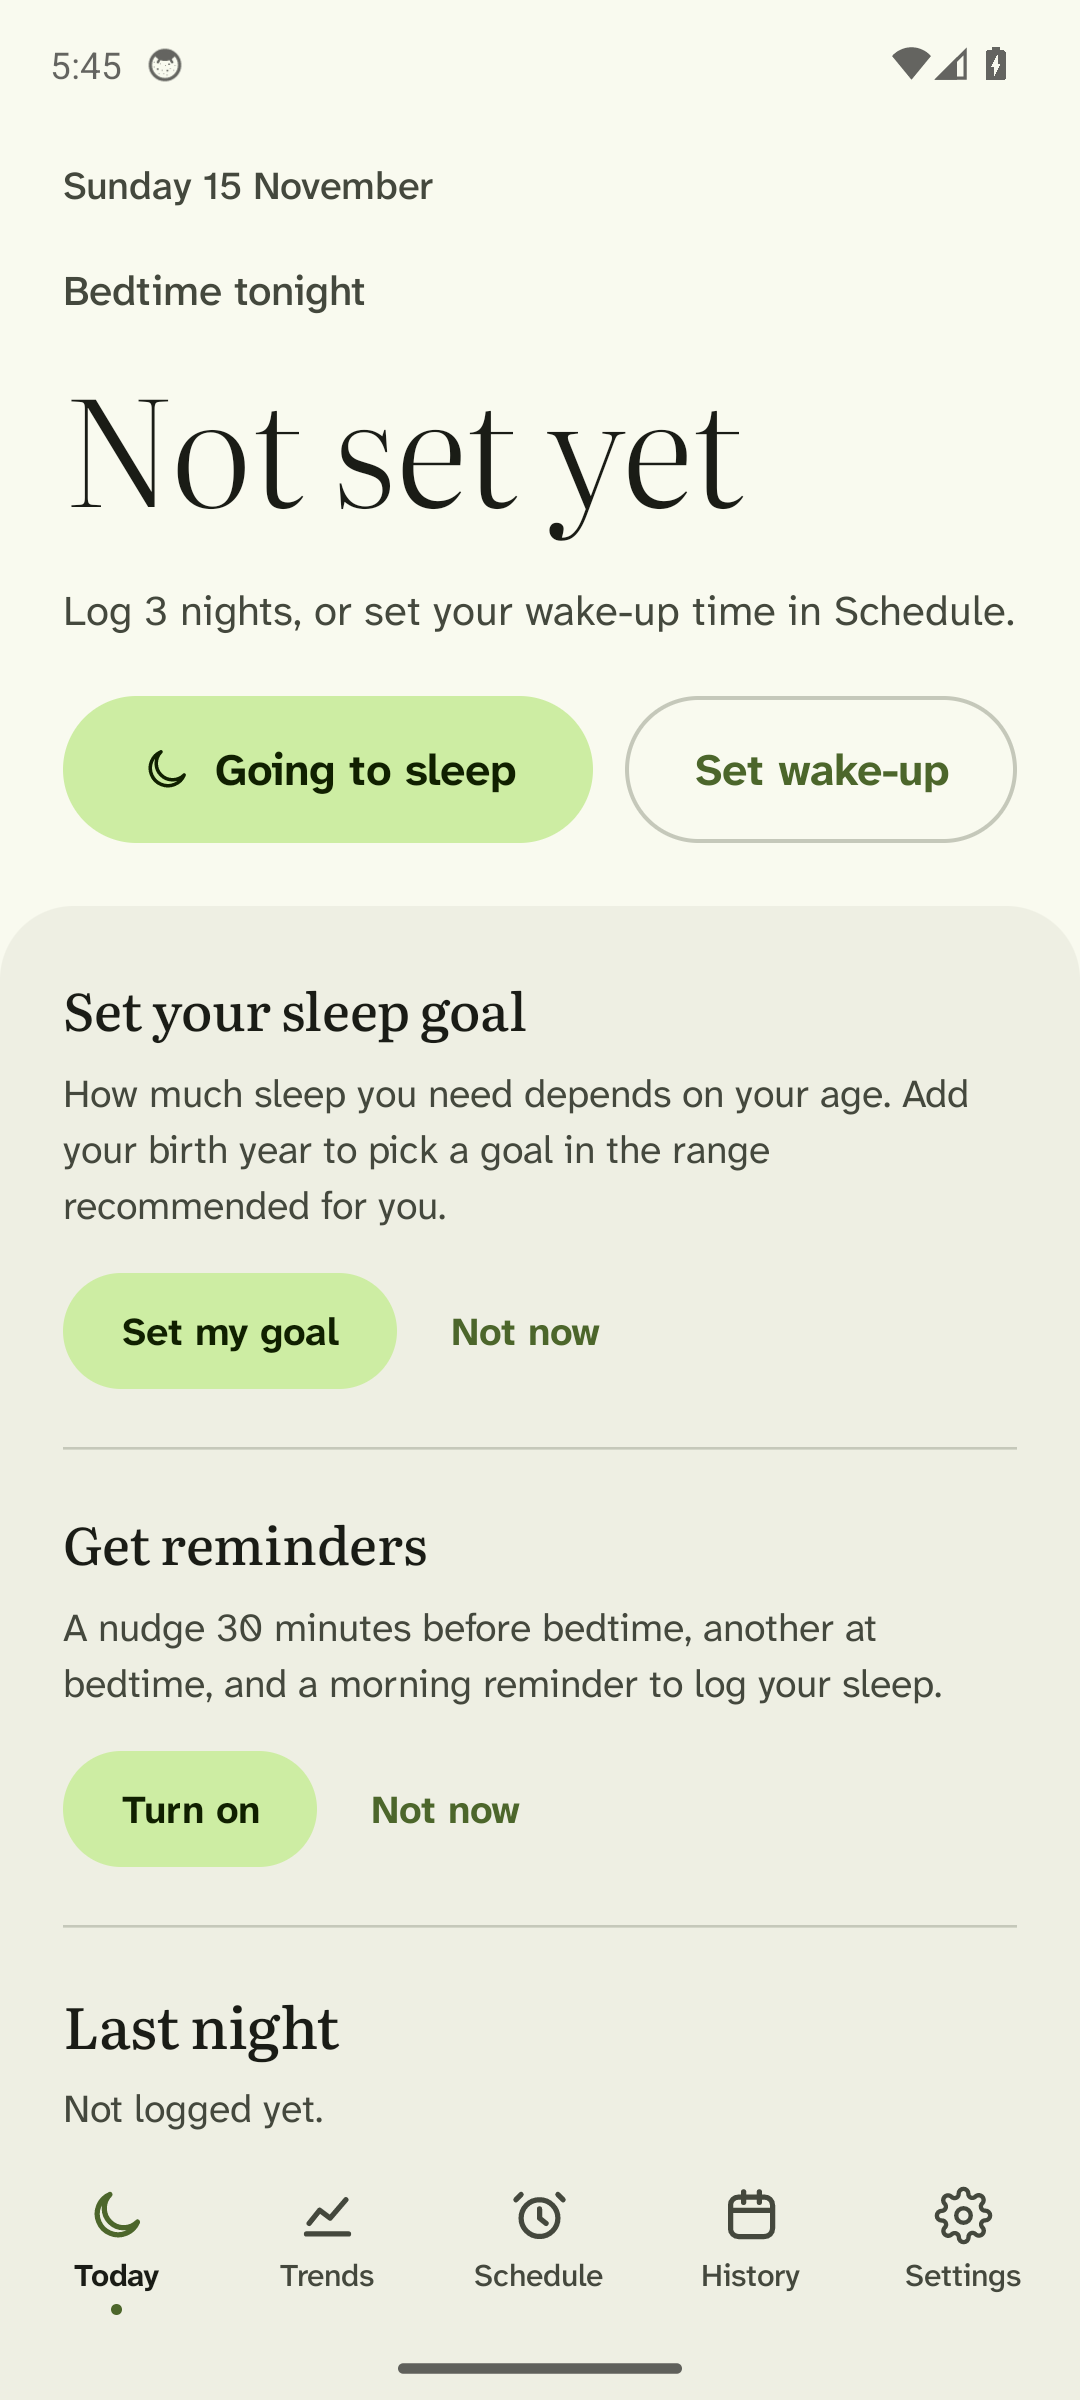 5:45
Sunday 15 November
Bedtime tonight
Not set yet
Log 3 nights, or set your wake-up time in Schedule.
Going to sleep
Set wake-up
Set your sleep goal
How much sleep you need depends on your age. Add
your birth year to pick a goal in the range
recommended for you.
Set my goal
Not now
Get reminders
A nudge 30 minutes before bedtime, another at
bedtime, and a morning reminder to log your sleep.
Turn on
Not now
Last night
Not logged yet.
Today
Trends
Schedule
History
Settings